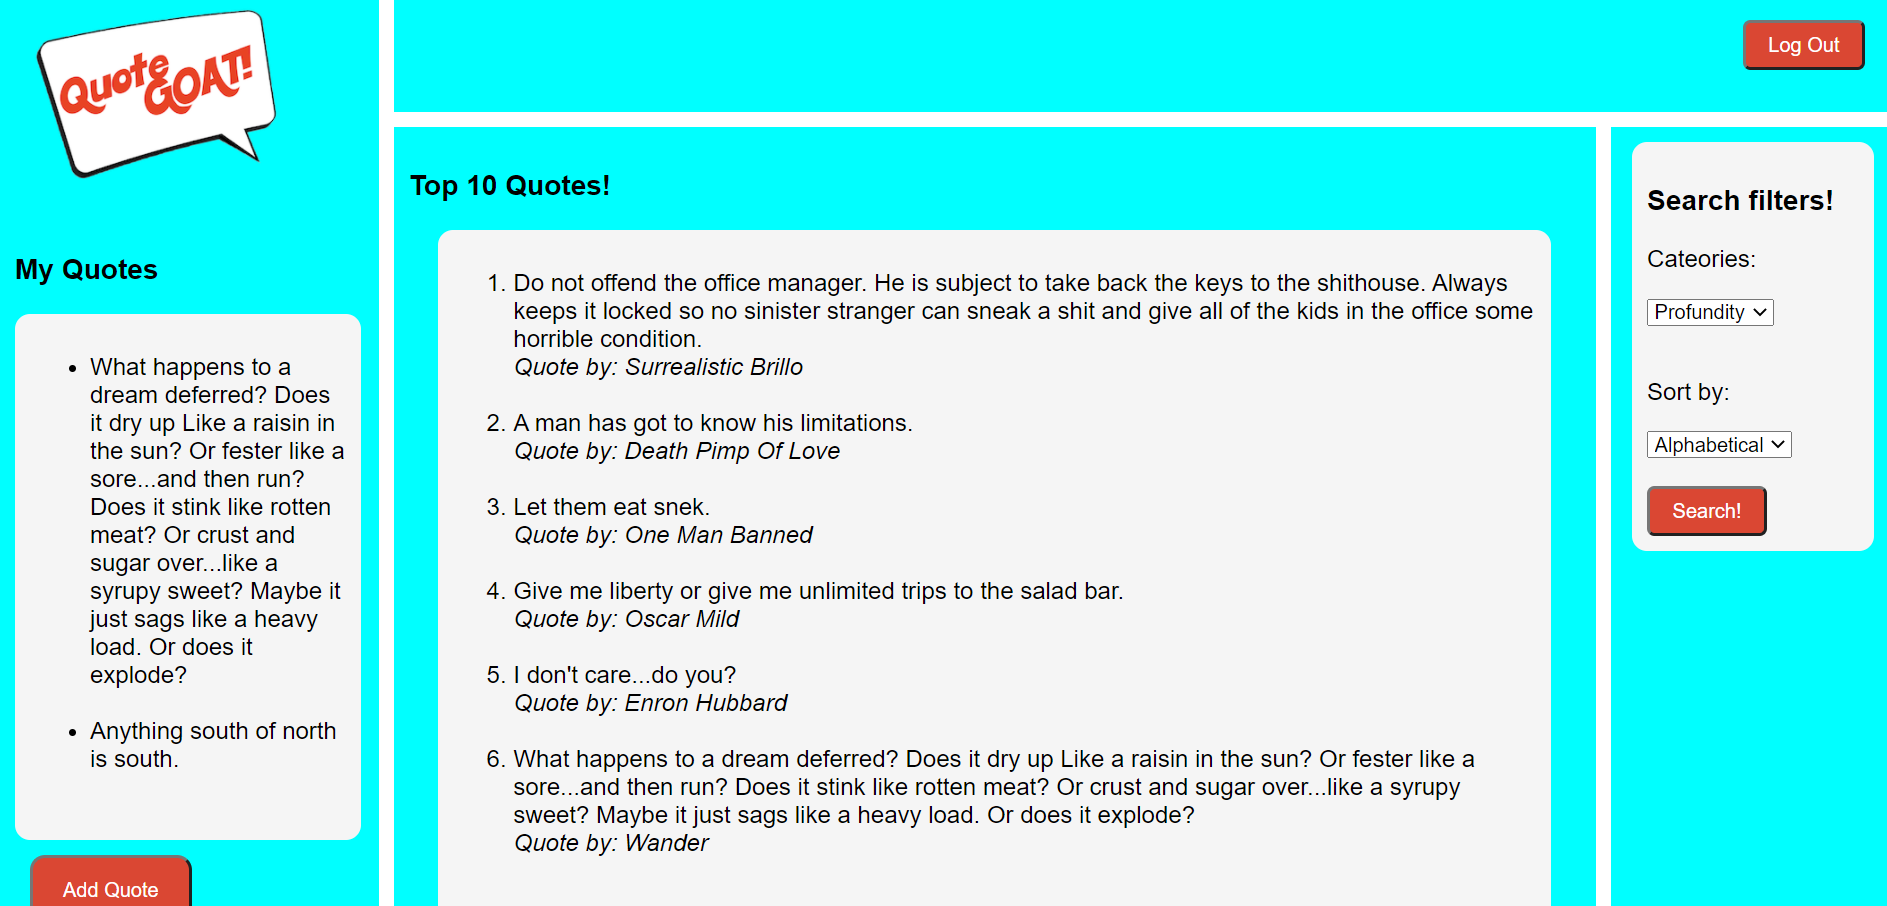 Quote
GOAT!
My Quotes
• What happens to a
dream deferred? Does
it dry up Like a raisin in
the sun? Or fester like a
sore...and then run?
Does it stink like rotten
meat? Or crust and
sugar over...like a
syrupy sweet? Maybe it
just sags like a heavy
load. Or does it
explode?
• Anything south of north
is south.
Add Quote
Log Out
Top 10 Quotes!
1. Do not offend the office manager. He is subject to take back the keys to the shithouse. Always
keeps it locked so no sinister stranger can sneak a shit and give all of the kids in the office some
horrible condition.
Quote by: Surrealistic Brillo
2. A man has got to know his limitations.
Quote by: Death Pimp Of Love
3. Let them eat snek.
Quote by: One Man Banned
4. Give me liberty or give me unlimited trips to the salad bar.
Quote by: Oscar Mild
5. I don't care...do you?
Quote by: Enron Hubbard
6. What happens to a dream deferred? Does it dry up Like a raisin in the sun? Or fester like a
sore...and then run? Does it stink like rotten meat? Or crust and sugar over...like a syrupy
sweet? Maybe it just sags like a heavy load. Or does it explode?
Quote by: Wander
Search filters!
Cateories:
Profundity
Sort by:
Alphabetical
Search!